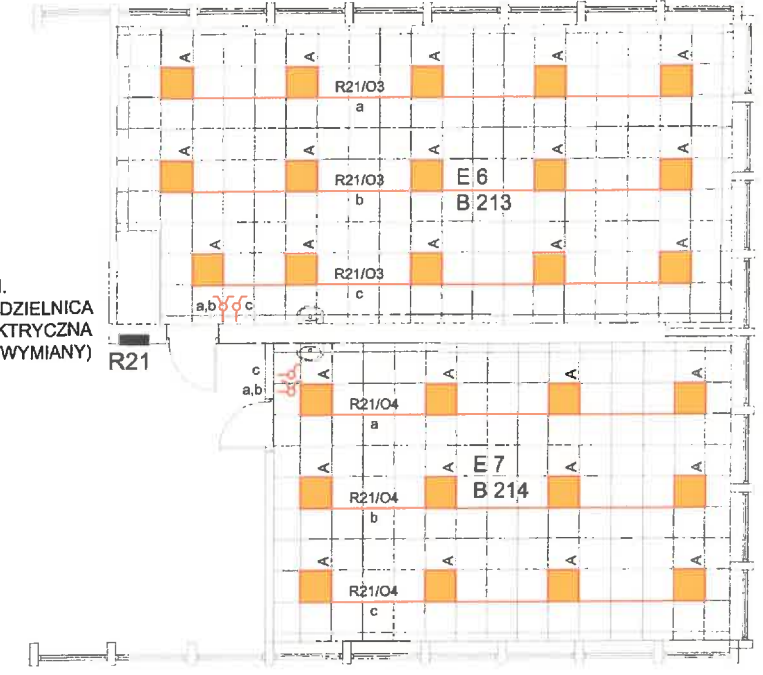 A A A A A
R21/O3
a
A A A A A
R21/O3
b
E 6
B 213
A A A A A
R21/O3
c
a,b c
DZIELNICA
KTRYCZNA
WYMIANY)
R21
c
a,b
A A A A
R21/O4
a
E 7
B 214
A A A A
R21/O4
b
A A A A
R21/O4
c